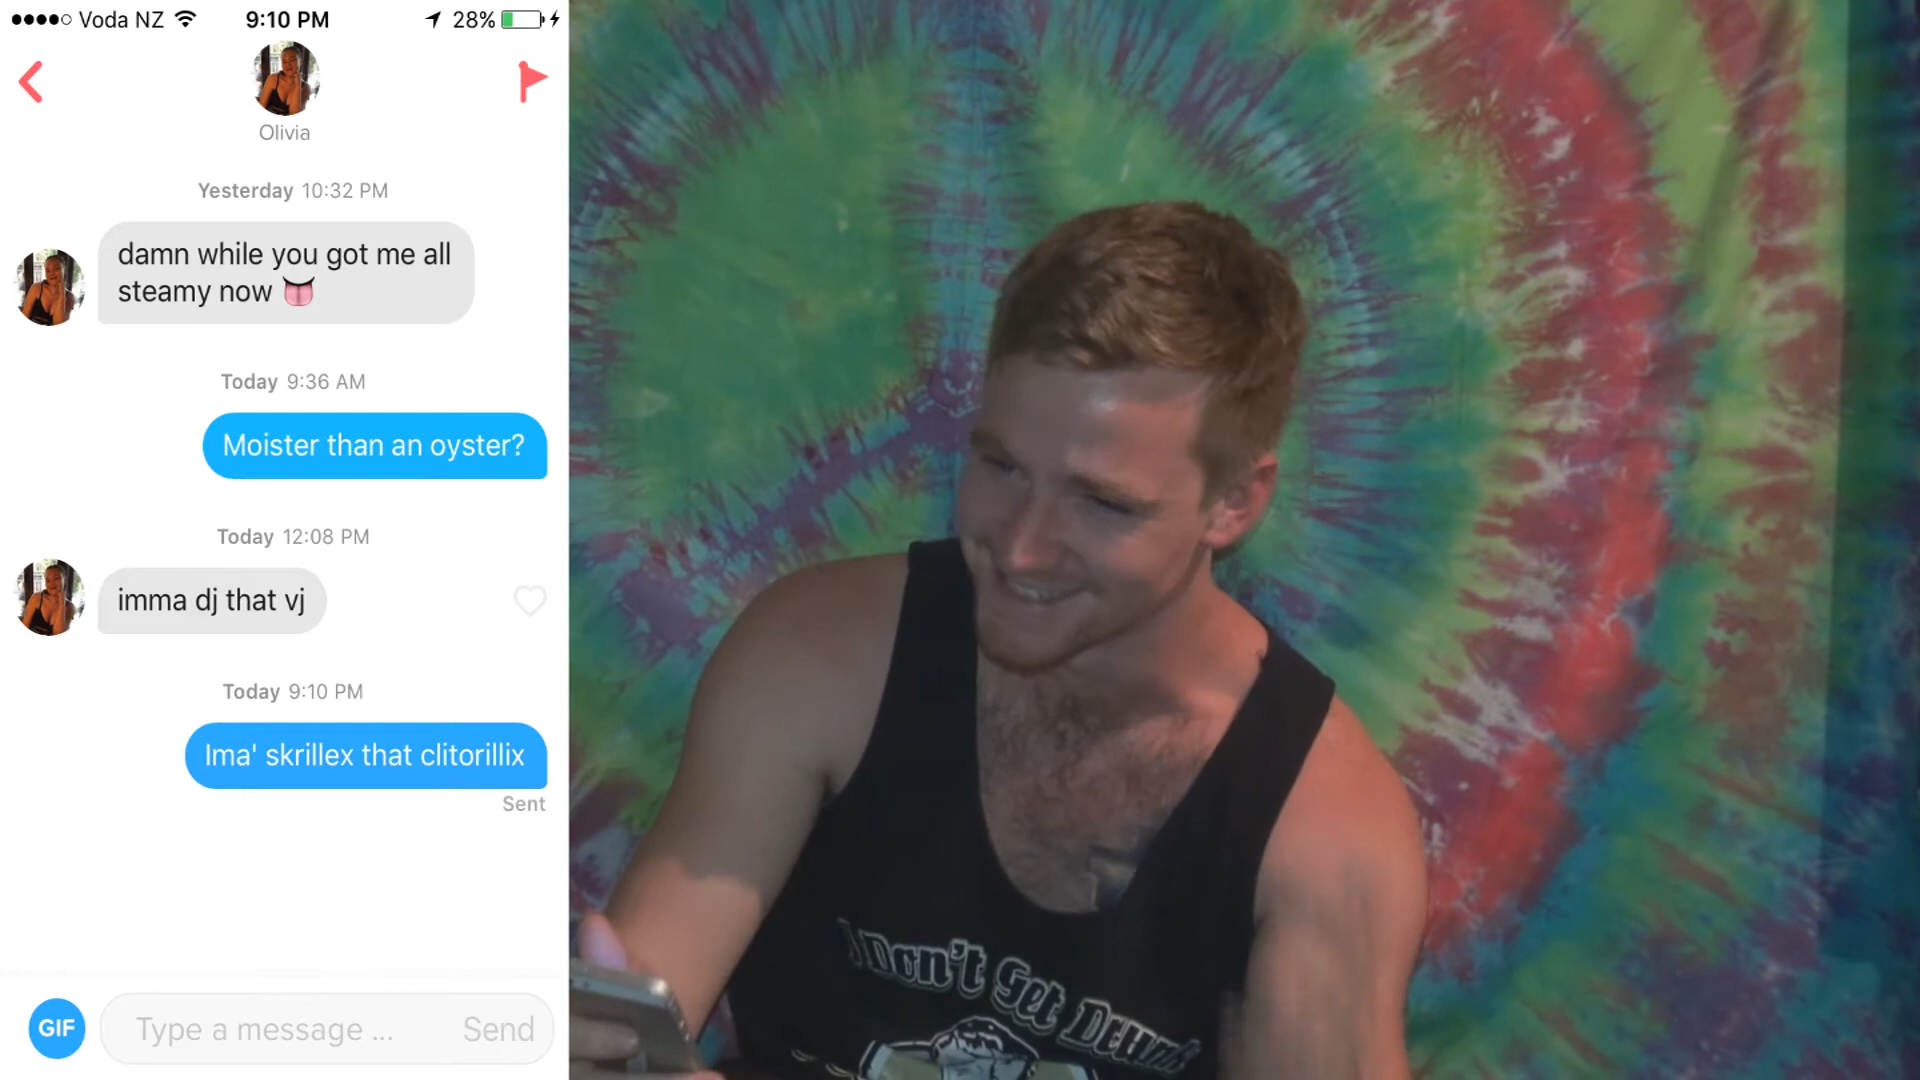 Voda NZ 9:10 PM 28%
Olivia
Yesterday 10:32 PM
damn while you got me all
steamy now 👅
Today 9:36 AM
Moister than an oyster?
Today 12:08 PM
imma dj that vj
Today 9:10 PM
Ima' skrillex that clitorillix
Sent
GIF Type a message ... Send
I Don't Get Drunk